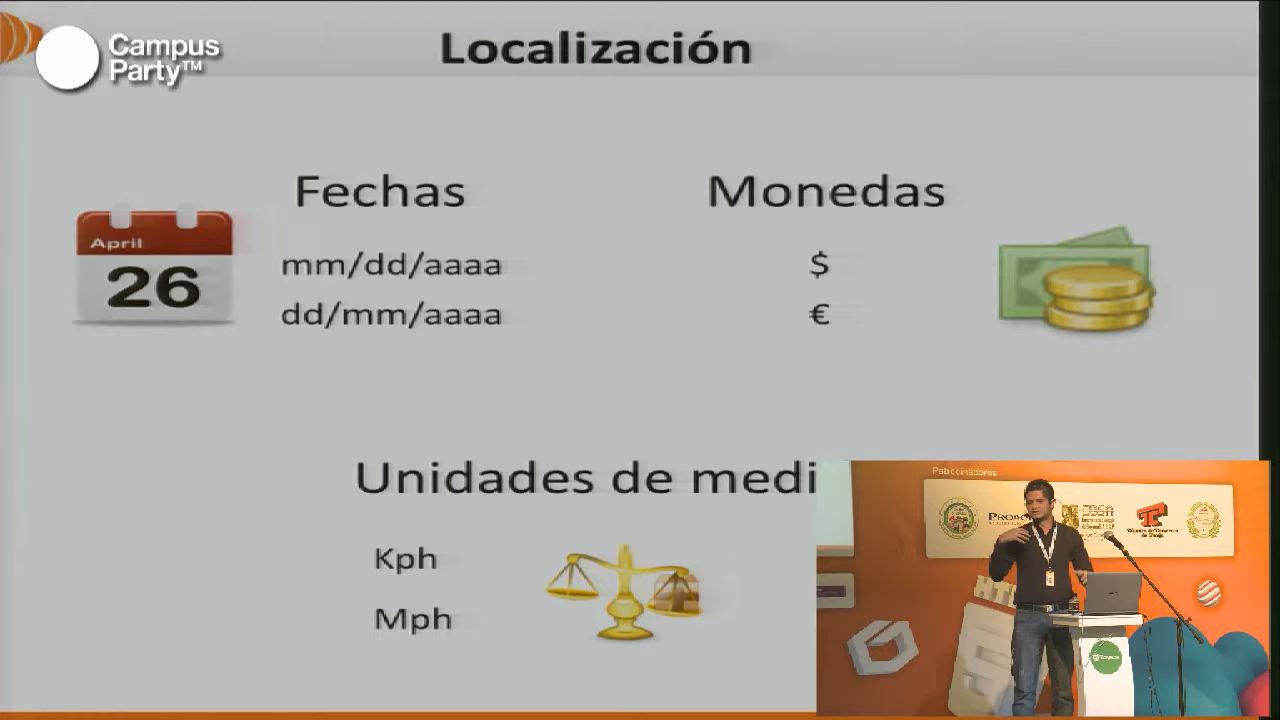 Campus
Party™
Localización
Fechas
Monedas
April
26
mm/dd/aaaa
dd/mm/aaaa
$
€
Unidades de medi
Kph
Mph
Patrocinadores